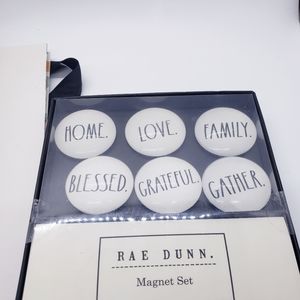 HOME. LOVE. FAMILY.
BLESSED. GRATEFUL. GATHER.
RAE DUNN.
Magnet Set